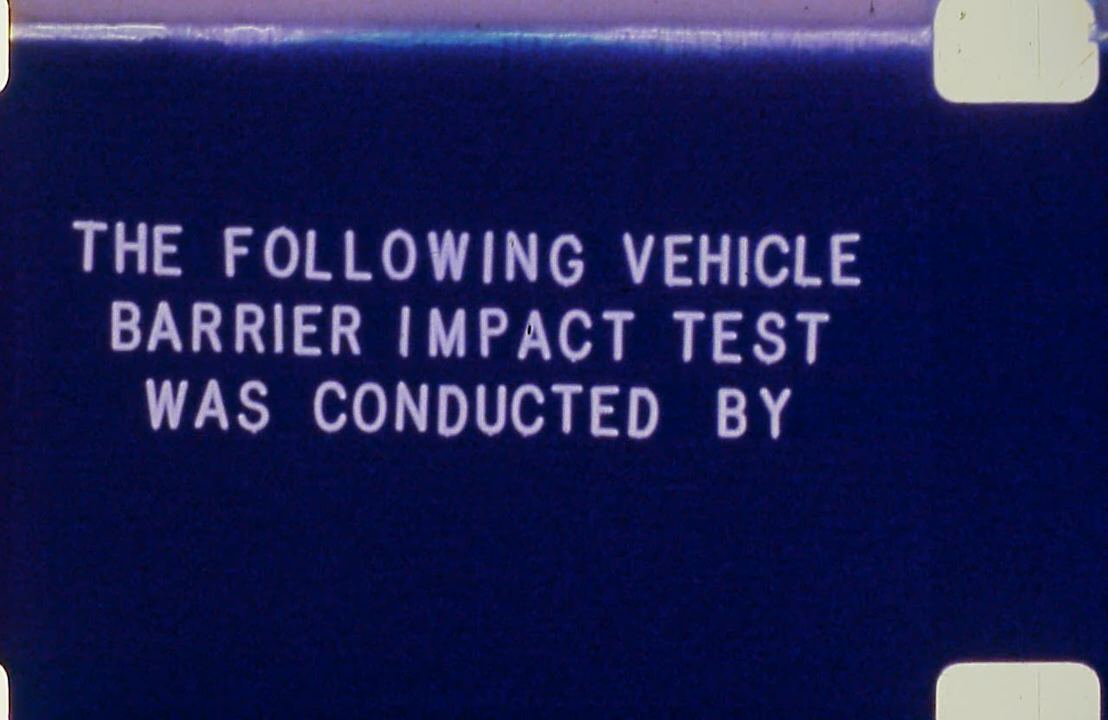 THE FOLLOWING VEHICLE
BARRIER IMPACT TEST
WAS CONDUCTED BY